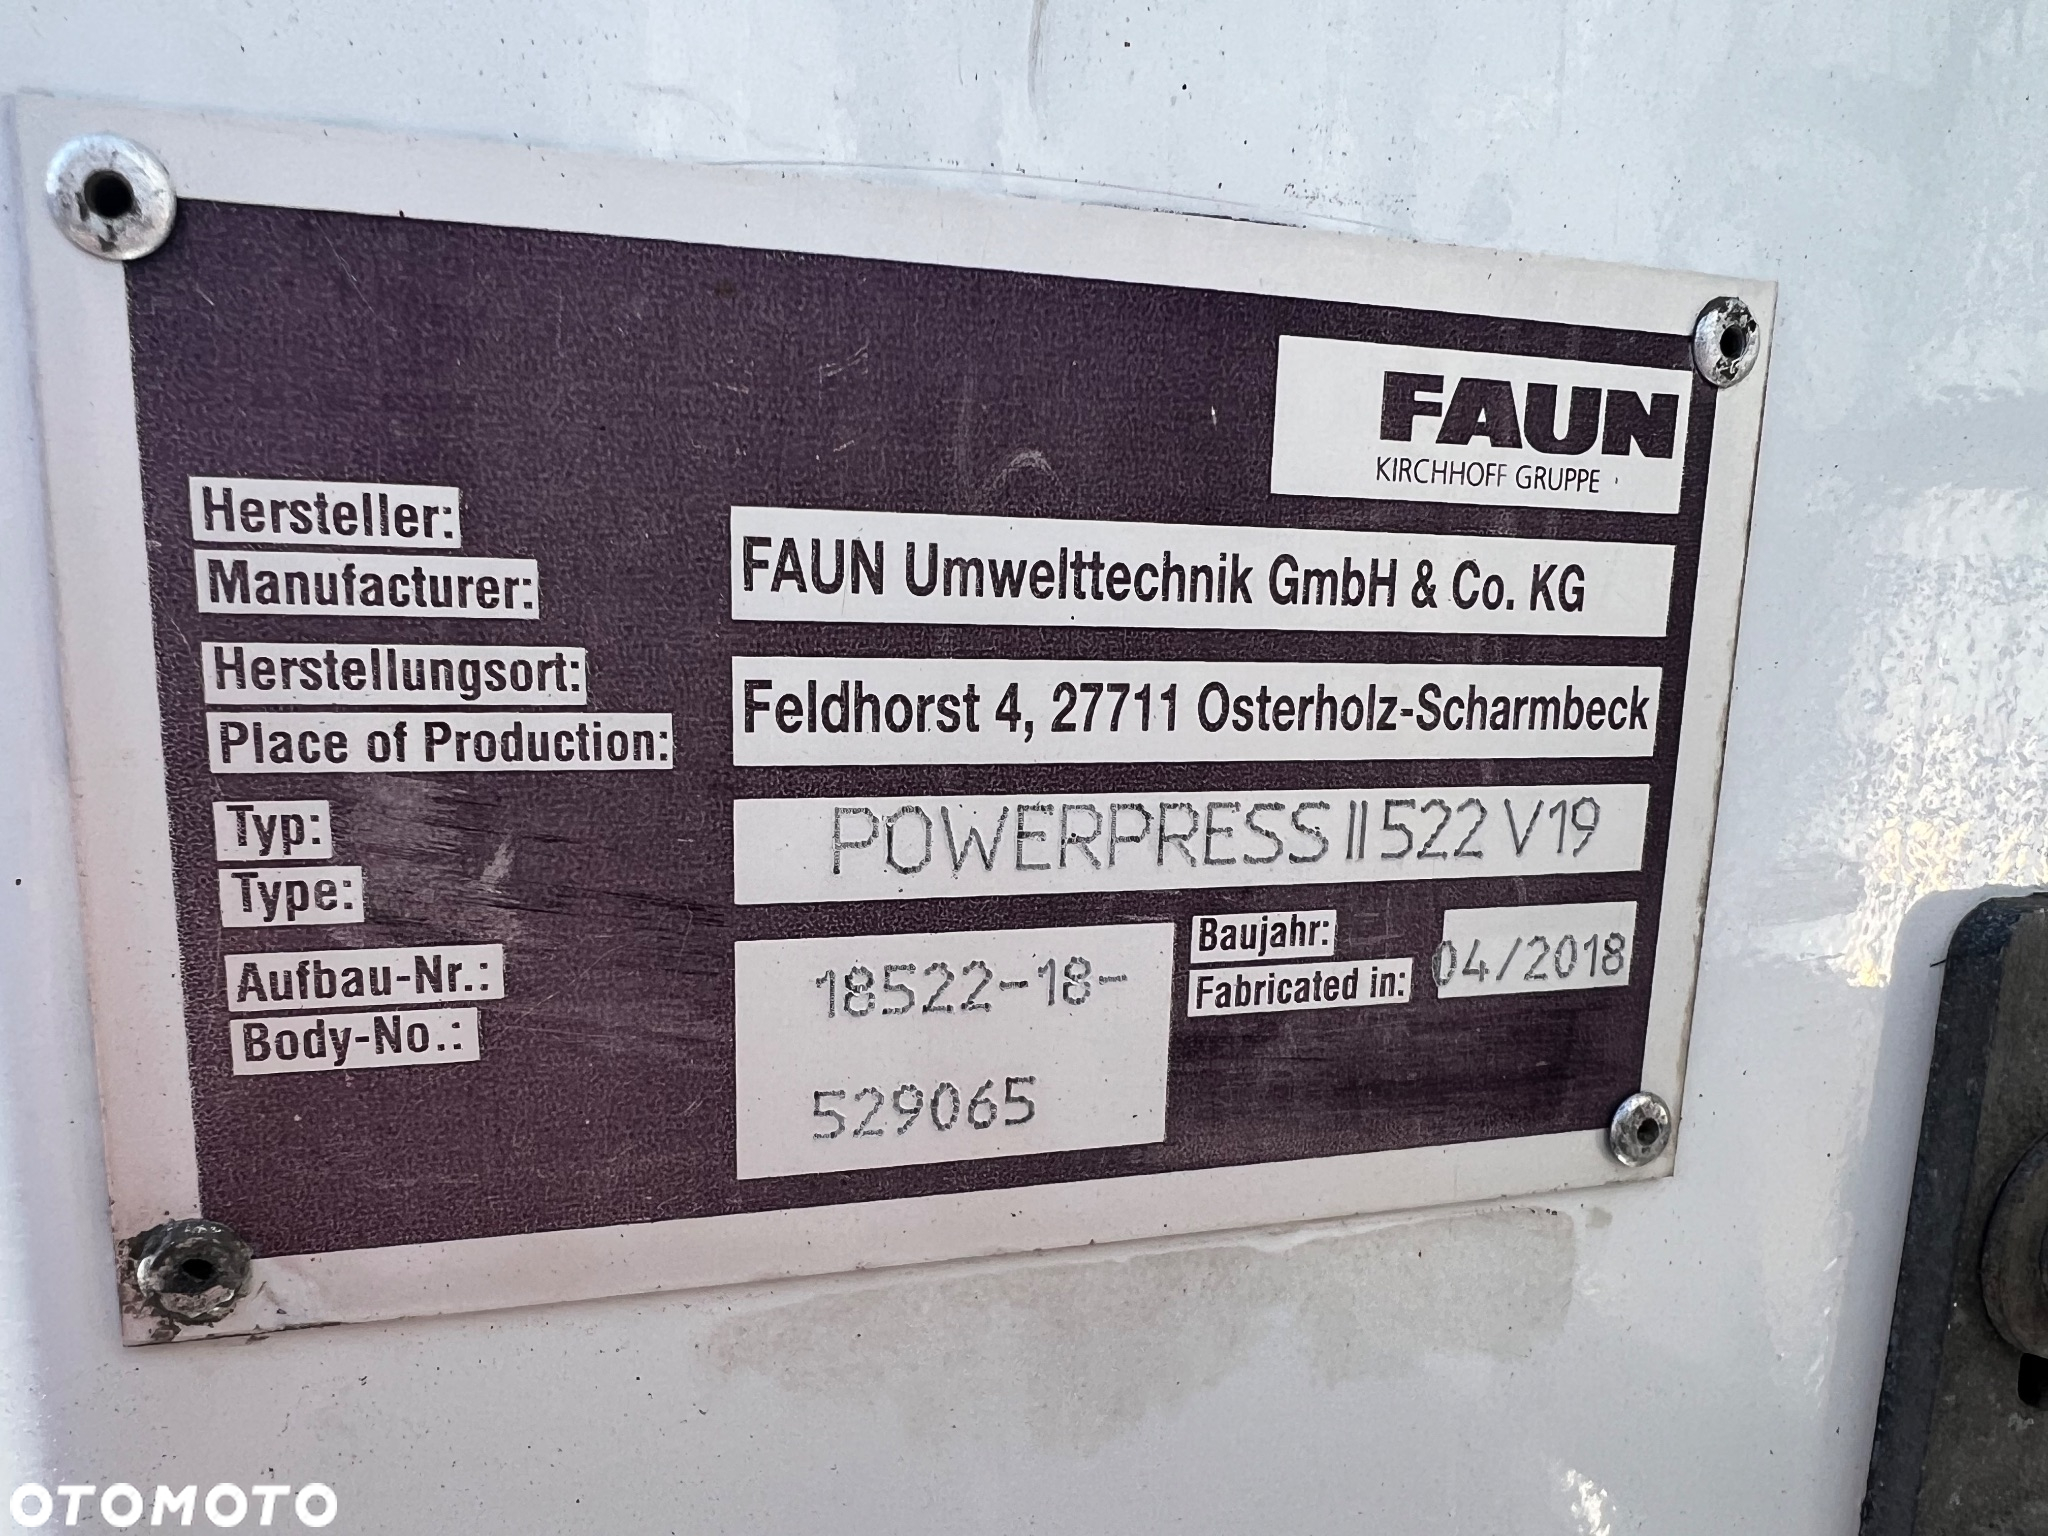 FAUN
KIRCHHOFF GRUPPE
Hersteller:
Manufacturer:
FAUN Umwelttechnik GmbH & Co. KG
Herstellungsort:
Place of Production:
Feldhorst 4, 27711 Osterholz-Scharmbeck
Typ:
Type:
POWERPRESS II 522 V19
Aufbau-Nr.:
Body-No.:
18522-18-
529065
Baujahr:
Fabricated in:
04/2018
OTOMOTO